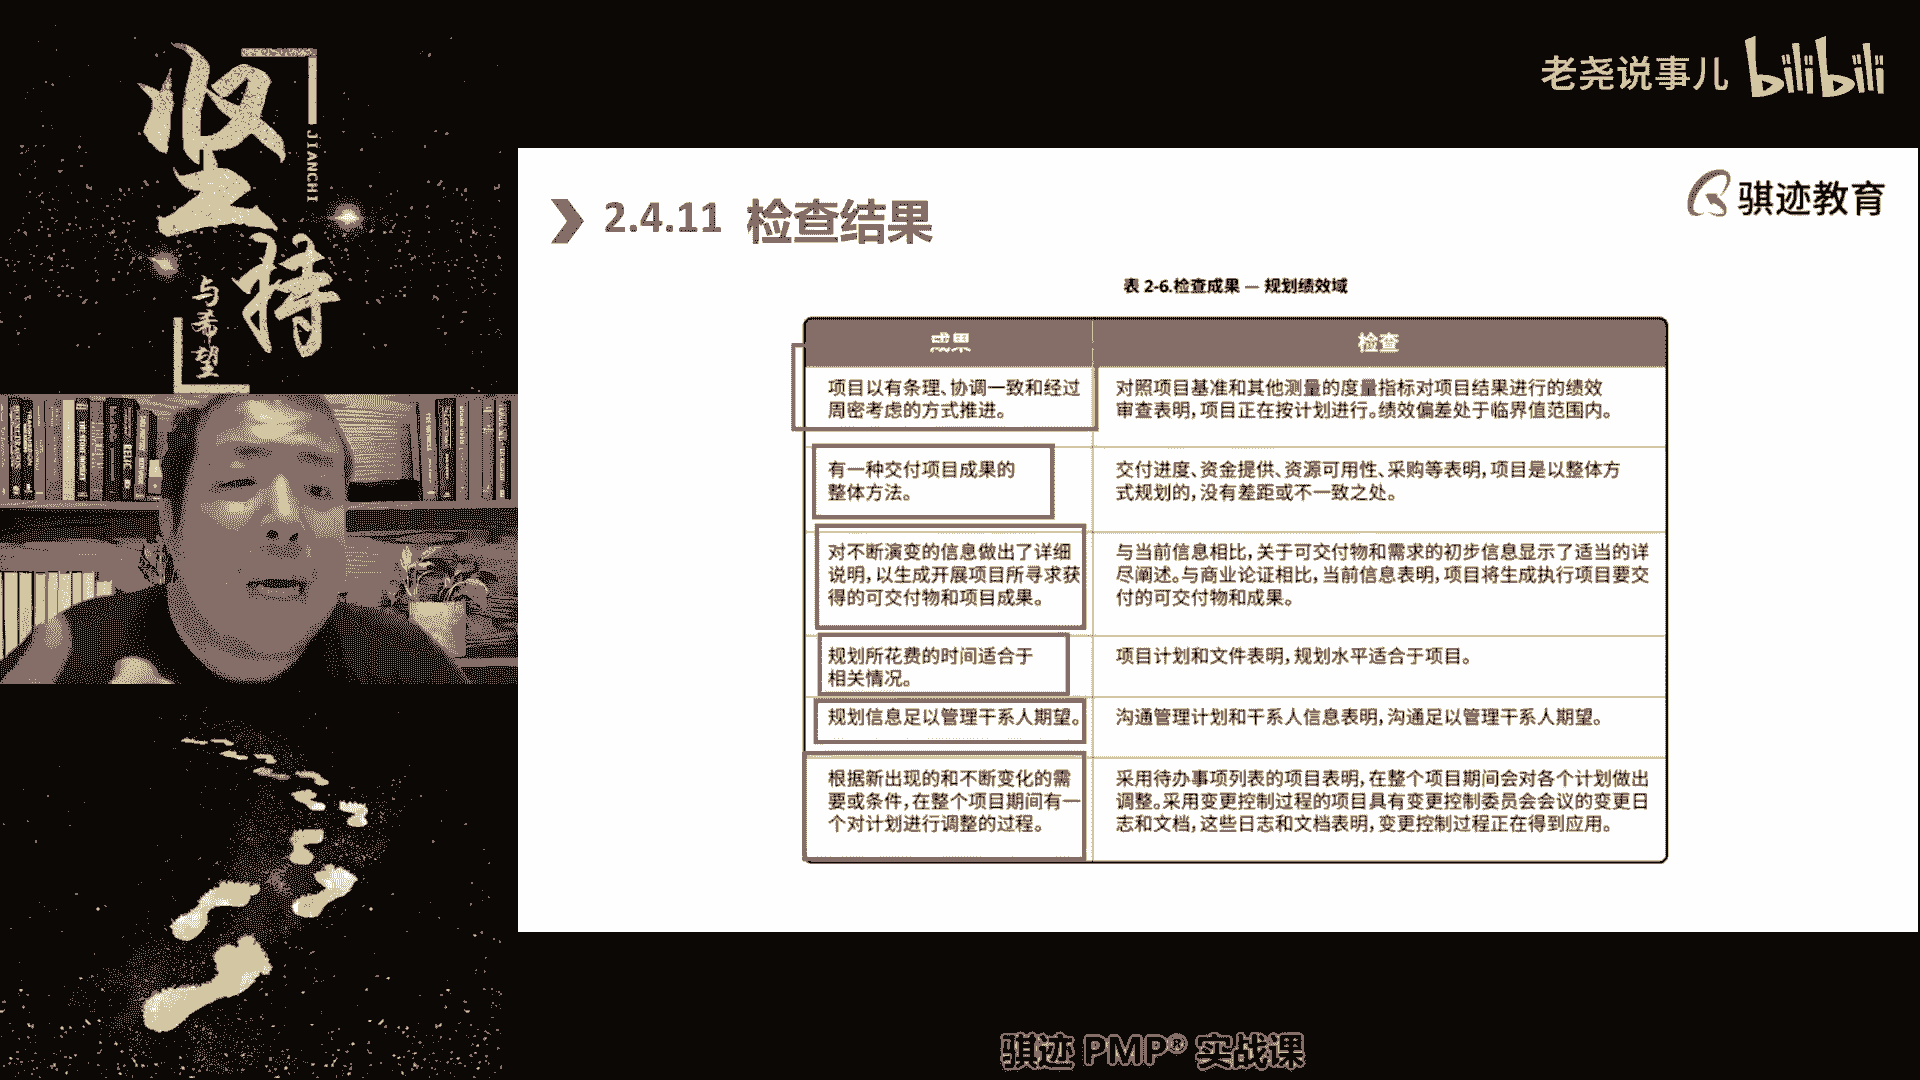 坚
持
JIANCHI
与希望
老尧说事儿 bilibili
骐迹教育
2.4.11 检查结果
表 2-6.检查成果 — 规划绩效域
成果
检查
项目以有条理、协调一致和经过
周密考虑的方式推进。
对照项目基准和其他测量的度量指标对项目结果进行的绩效
审查表明,项目正在按计划进行。绩效偏差处于临界值范围内。
有一种交付项目成果的
整体方法。
交付进度、资金提供、资源可用性、采购等表明,项目是以整体方
式规划的,没有差距或不一致之处。
对不断演变的信息做出了详细
说明,以生成开展项目所寻求获
得的可交付物和项目成果。
与当前信息相比,关于可交付物和需求的初步信息显示了适当的详
尽阐述。与商业论证相比,当前信息表明,项目将生成执行项目要交
付的可交付物和成果。
规划所花费的时间适合于
相关情况。
项目计划和文件表明,规划水平适合于项目。
规划信息足以管理干系人期望。
沟通管理计划和干系人信息表明,沟通足以管理干系人期望。
根据新出现的和不断变化的需
要或条件,在整个项目期间有一
个对计划进行调整的过程。
采用待办事项列表的项目表明,在整个项目期间会对各个计划做出
调整。采用变更控制过程的项目具有变更控制委员会会议的变更日
志和文档,这些日志和文档表明,变更控制过程正在得到应用。
骐迹 PMP® 实战课